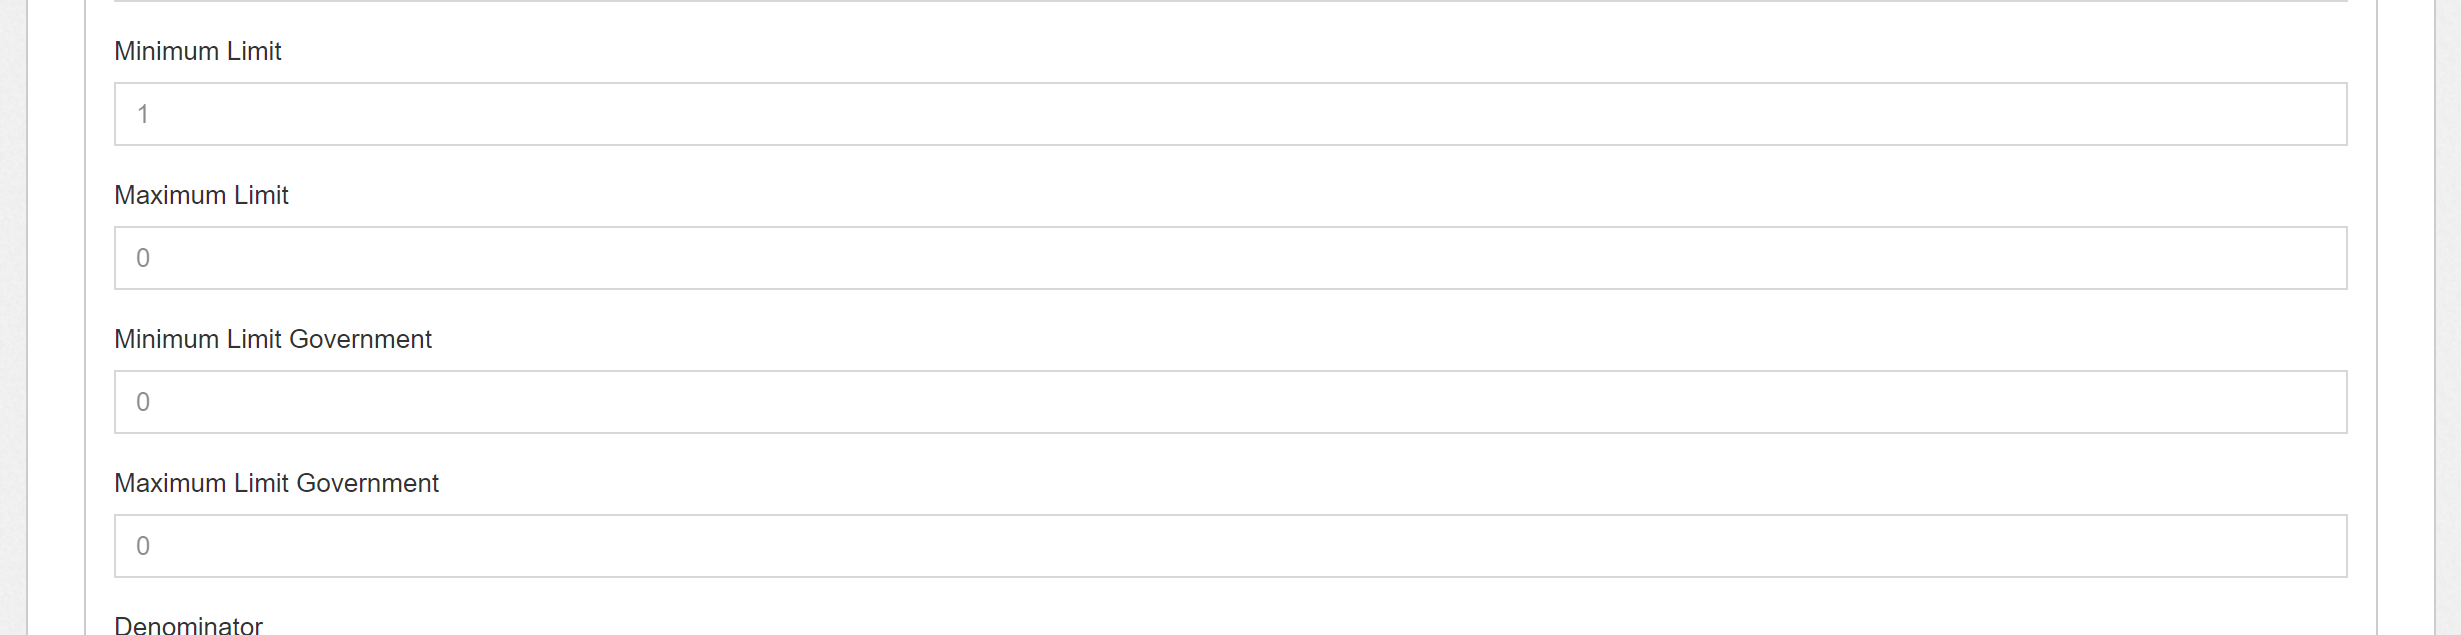 Minimum Limit
1
Maximum Limit
0
Minimum Limit Government
0
Maximum Limit Government
0
Denominator